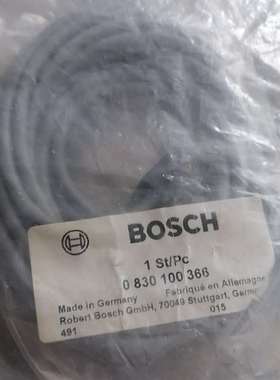 BOSCH
1 St/Pc
0 830 100 366
Made in Germany Fabriqué en Allemagne
Robert Bosch GmbH, 70049 Stuttgart, Germany
491 015